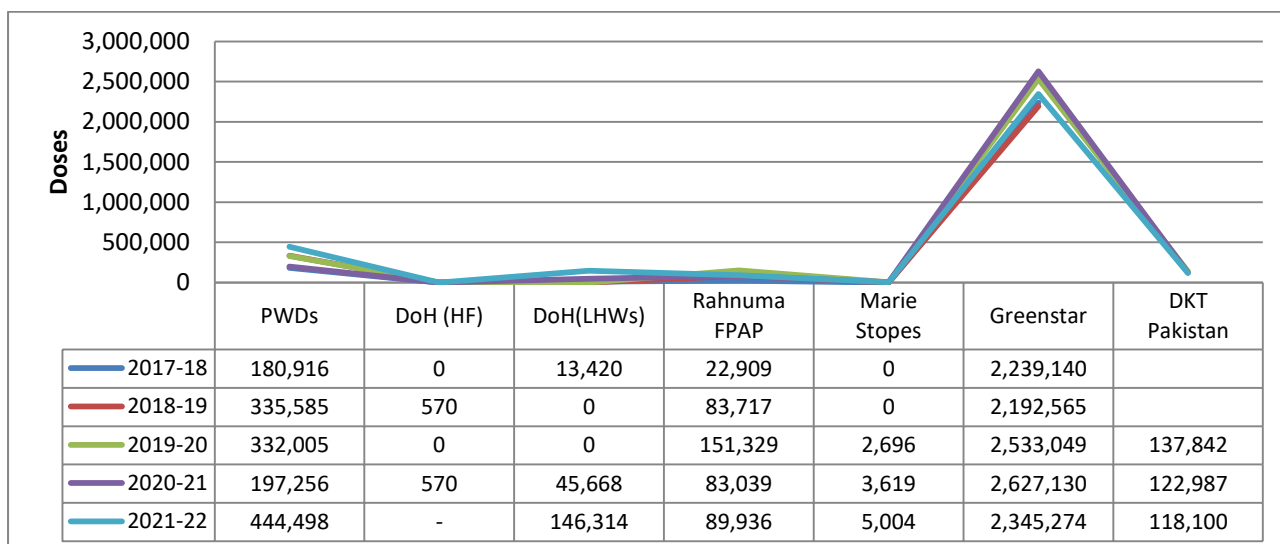 3,000,000
2,500,000
2,000,000
1,500,000
1,000,000
500,000
0
Doses
PWDs DoH (HF) DoH(LHWs) Rahnuma FPAP Marie Stopes Greenstar DKT Pakistan
2017-18 180,916 0 13,420 22,909 0 2,239,140
2018-19 335,585 570 0 83,717 0 2,192,565
2019-20 332,005 0 0 151,329 2,696 2,533,049 137,842
2020-21 197,256 570 45,668 83,039 3,619 2,627,130 122,987
2021-22 444,498 - 146,314 89,936 5,004 2,345,274 118,100